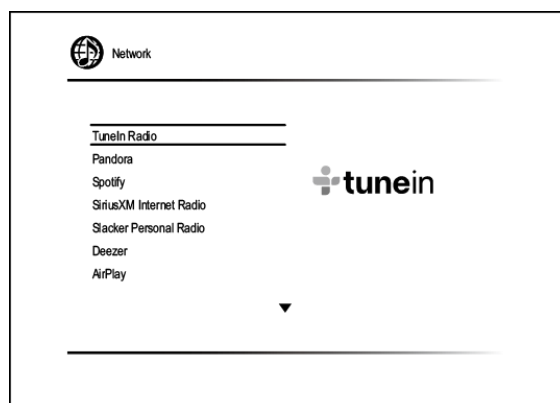 Network
TuneIn Radio
Pandora
Spotify
SiriusXM Internet Radio
Slacker Personal Radio
Deezer
AirPlay
tunein